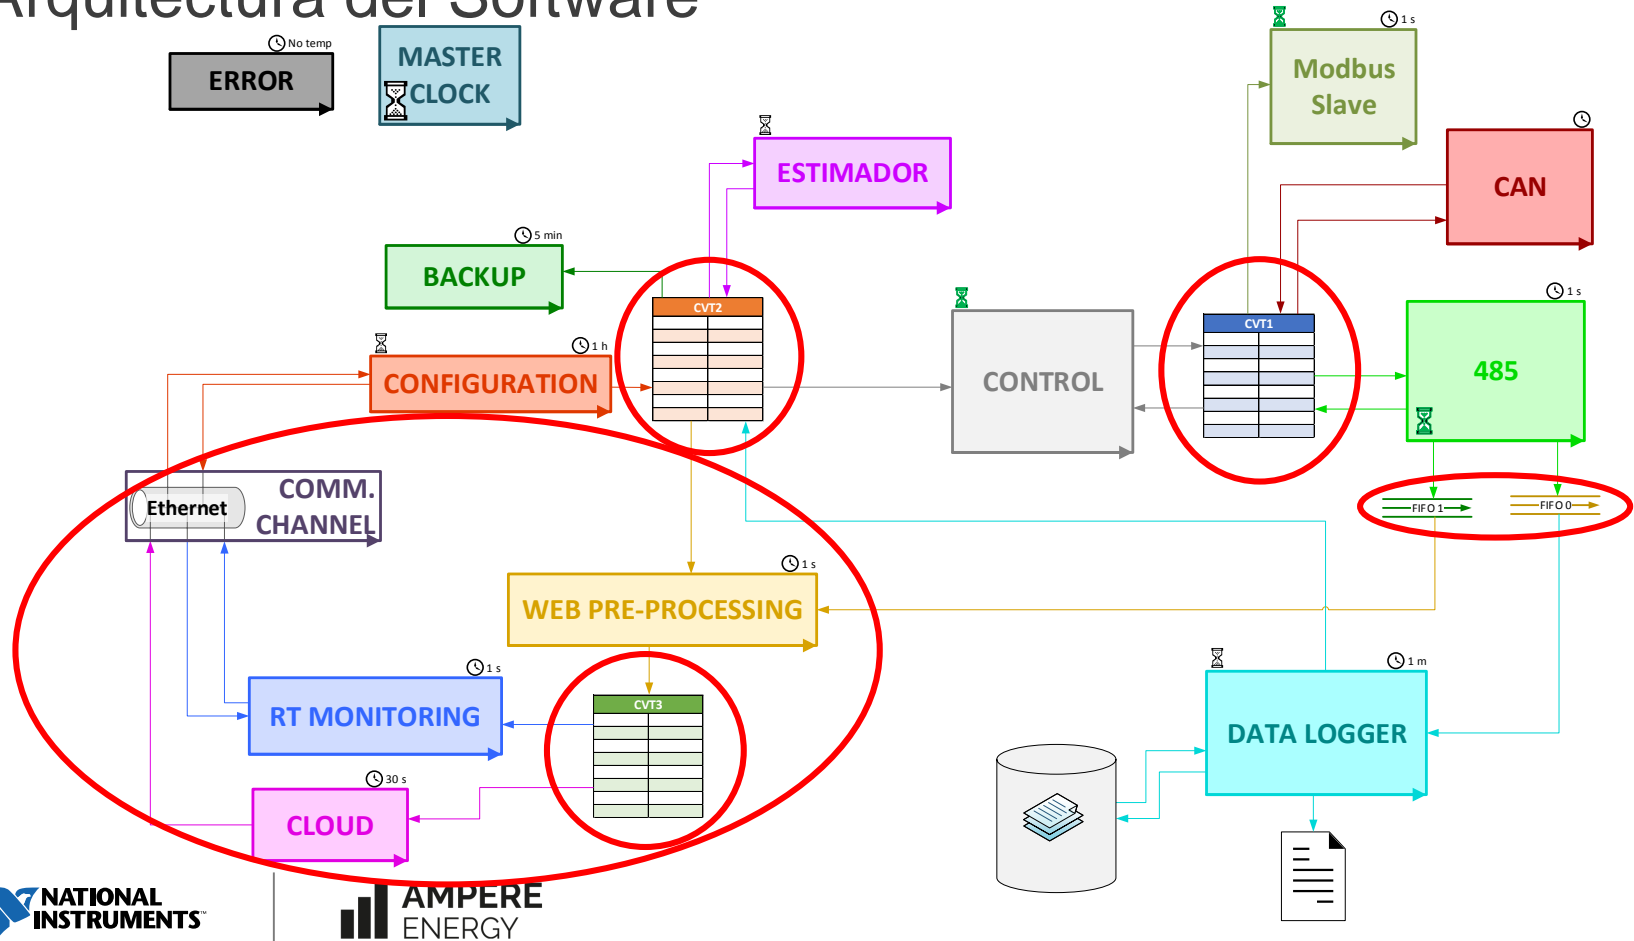 Arquitectura del Software
No temp
ERROR
MASTER
CLOCK
1 s
Modbus
Slave
ESTIMADOR
CAN
5 min
BACKUP
CVT2
1 h
CONFIGURATION
CONTROL
CVT1
1 s
485
COMM.
CHANNEL
Ethernet
FIFO 1
FIFO 0
1 s
WEB PRE-PROCESSING
1 s
RT MONITORING
CVT3
1 m
DATA LOGGER
30 s
CLOUD
NATIONAL
INSTRUMENTS™
AMPERE
ENERGY